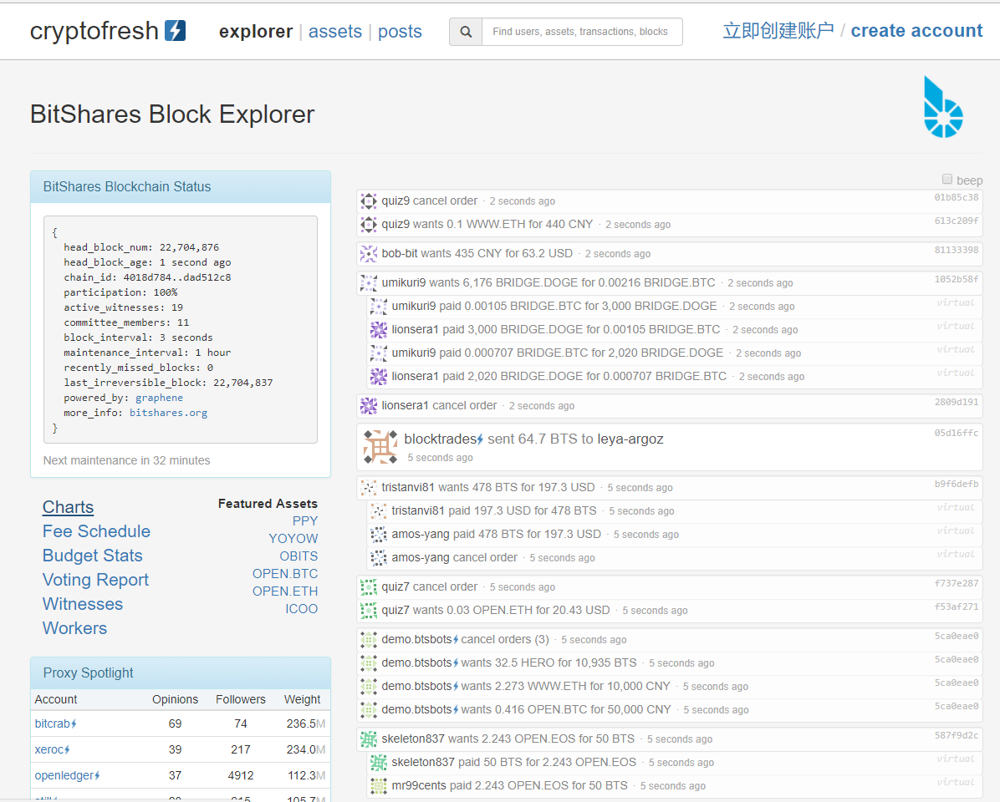 cryptofresh explorer | assets | posts Find users, assets, transactions, blocks 立即创建账户 / create account
BitShares Block Explorer
BitShares Blockchain Status
{
head_block_num: 22,704,876
head_block_age: 1 second ago
chain_id: 4018d784..dad512c8
participation: 100%
active_witnesses: 19
committee_members: 11
block_interval: 3 seconds
maintenance_interval: 1 hour
recently_missed_blocks: 0
last_irreversible_block: 22,704,837
powered_by: graphene
more_info: bitshares.org
}
Next maintenance in 32 minutes
Charts
Fee Schedule
Budget Stats
Voting Report
Witnesses
Workers
Featured Assets
PPY
YOYOW
OBITS
OPEN.BTC
OPEN.ETH
ICOO
Proxy Spotlight
Account Opinions Followers Weight
bitcrab 69 74 236.5M
xeroc 39 217 234.0M
openledger 37 4912 112.3M
beep
quiz9 cancel order · 2 seconds ago 01b85c38
quiz9 wants 0.1 WWW.ETH for 440 CNY · 2 seconds ago 613c209f
bob-bit wants 435 CNY for 63.2 USD · 2 seconds ago 81133398
umikuri9 wants 6,176 BRIDGE.DOGE for 0.00216 BRIDGE.BTC · 2 seconds ago 1052b58f
umikuri9 paid 0.00105 BRIDGE.BTC for 3,000 BRIDGE.DOGE · 2 seconds ago virtual
lionsera1 paid 3,000 BRIDGE.DOGE for 0.00105 BRIDGE.BTC · 2 seconds ago virtual
umikuri9 paid 0.000707 BRIDGE.BTC for 2,020 BRIDGE.DOGE · 2 seconds ago virtual
lionsera1 paid 2,020 BRIDGE.DOGE for 0.000707 BRIDGE.BTC · 2 seconds ago virtual
lionsera1 cancel order · 2 seconds ago 2809d191
blocktrades sent 64.7 BTS to leya-argoz 05d16ffc
5 seconds ago
tristanvi81 wants 478 BTS for 197.3 USD · 5 seconds ago b9f6defb
tristanvi81 paid 197.3 USD for 478 BTS · 5 seconds ago virtual
amos-yang paid 478 BTS for 197.3 USD · 5 seconds ago virtual
amos-yang cancel order · 5 seconds ago virtual
quiz7 cancel order · 5 seconds ago f737e287
quiz7 wants 0.03 OPEN.ETH for 20.43 USD · 5 seconds ago f53af271
demo.btsbots cancel orders (3) · 5 seconds ago 5ca0eae0
demo.btsbots wants 32.5 HERO for 10,935 BTS · 5 seconds ago 5ca0eae0
demo.btsbots wants 2.273 WWW.ETH for 10,000 CNY · 5 seconds ago 5ca0eae0
demo.btsbots wants 0.416 OPEN.BTC for 50,000 CNY · 5 seconds ago 5ca0eae0
skeleton837 wants 2.243 OPEN.EOS for 50 BTS · 5 seconds ago 587f9d2c
skeleton837 paid 50 BTS for 2.243 OPEN.EOS · 5 seconds ago virtual
mr99cents paid 2.243 OPEN.EOS for 50 BTS · 5 seconds ago virtual